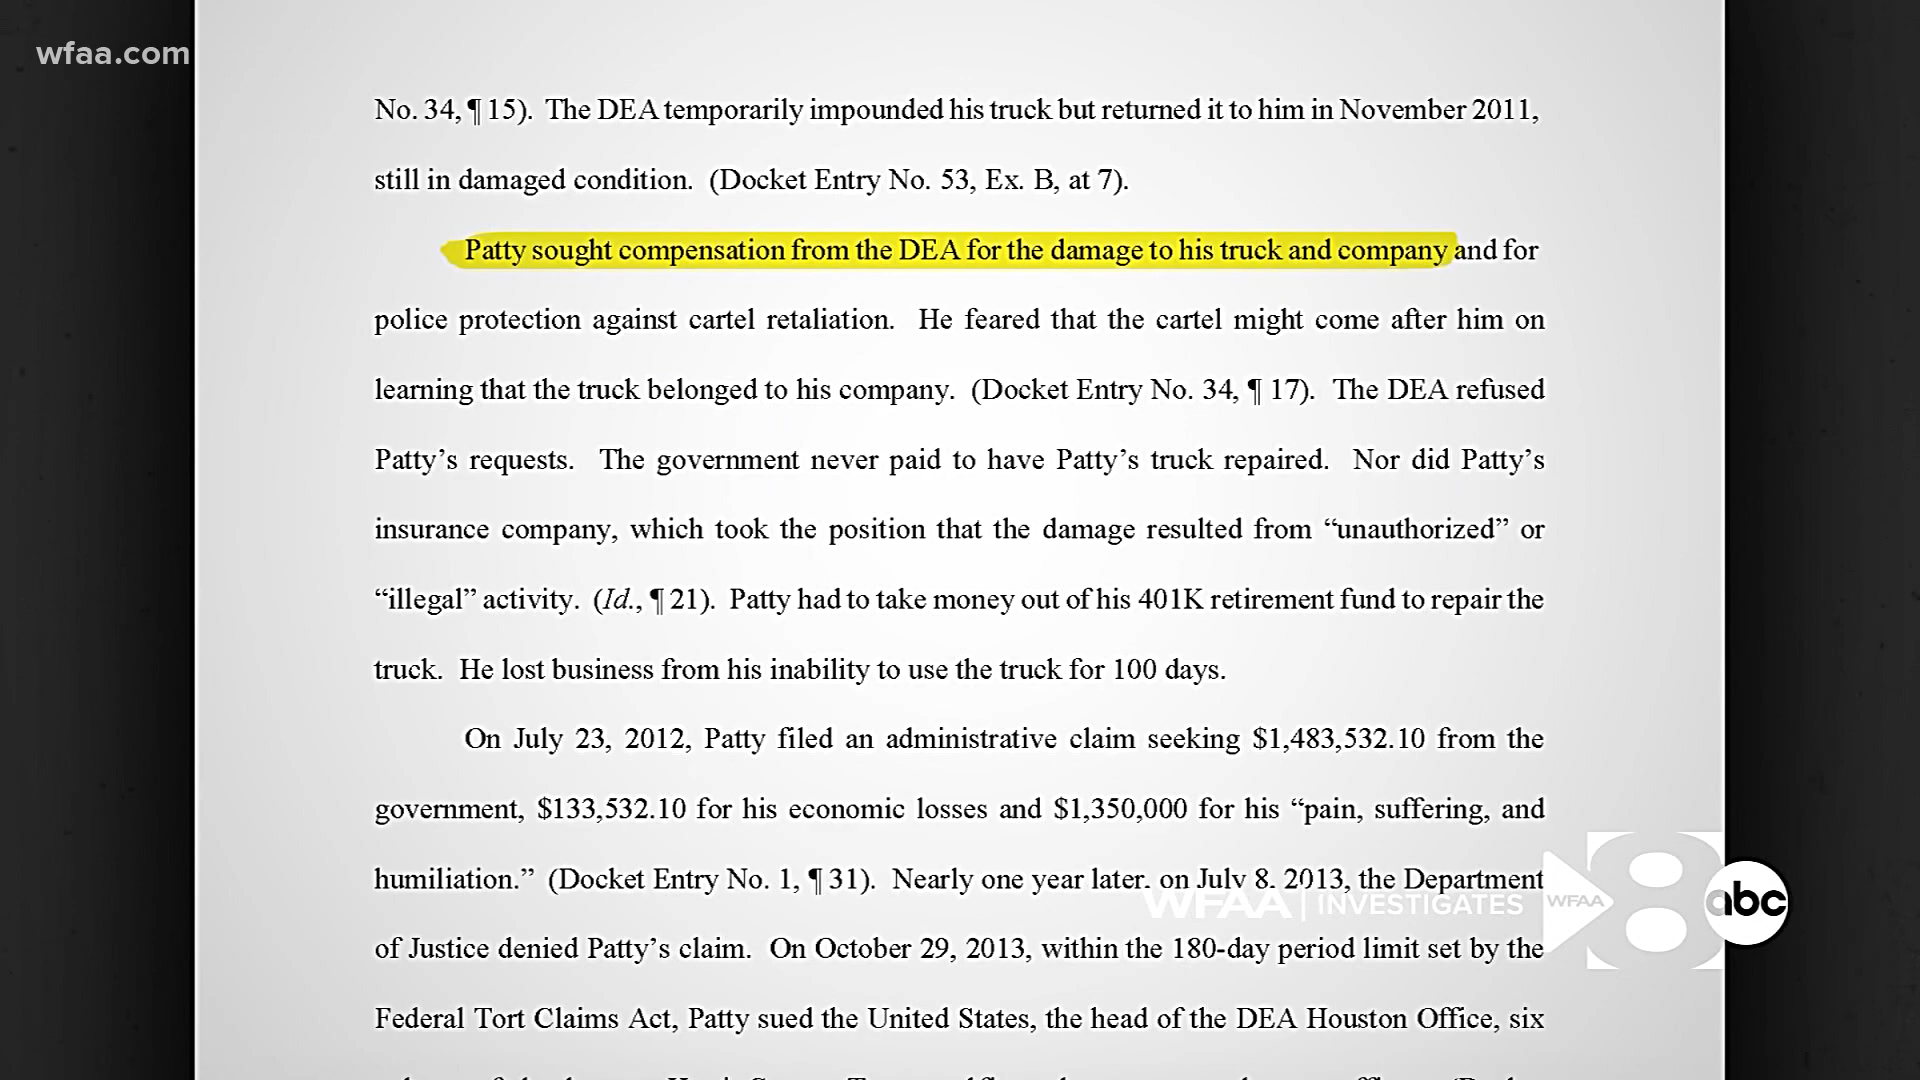 wfaa.com
No. 34, ¶ 15). The DEA temporarily impounded his truck but returned it to him in November 2011,
still in damaged condition. (Docket Entry No. 53, Ex. B, at 7).
Patty sought compensation from the DEA for the damage to his truck and company and for
police protection against cartel retaliation. He feared that the cartel might come after him on
learning that the truck belonged to his company. (Docket Entry No. 34, ¶ 17). The DEA refused
Patty’s requests. The government never paid to have Patty’s truck repaired. Nor did Patty’s
insurance company, which took the position that the damage resulted from “unauthorized” or
“illegal” activity. (Id., ¶ 21). Patty had to take money out of his 401K retirement fund to repair the
truck. He lost business from his inability to use the truck for 100 days.
On July 23, 2012, Patty filed an administrative claim seeking $1,483,532.10 from the
government, $133,532.10 for his economic losses and $1,350,000 for his “pain, suffering, and
humiliation.” (Docket Entry No. 1, ¶ 31). Nearly one year later, on July 8, 2013, the Department
WFAA | INVESTIGATES WFAA 8 abc
of Justice denied Patty’s claim. On October 29, 2013, within the 180-day period limit set by the
Federal Tort Claims Act, Patty sued the United States, the head of the DEA Houston Office, six